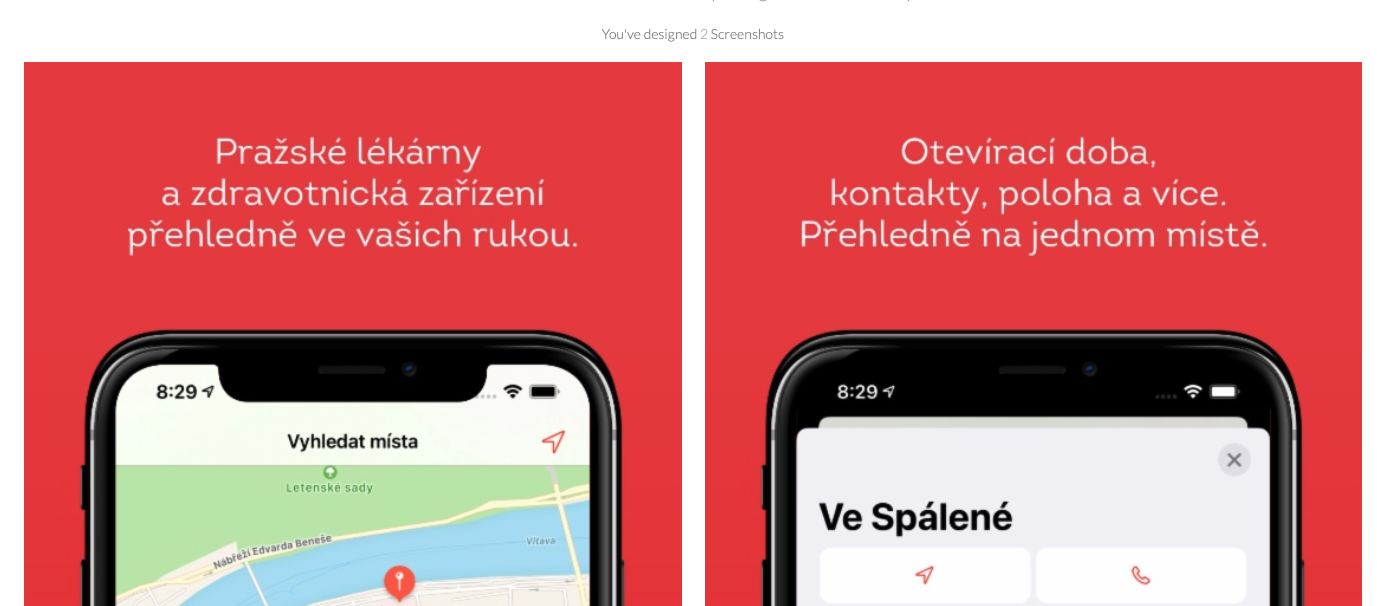 You've designed 2 Screenshots
Pražské lékárny
a zdravotnická zařízení
přehledně ve vašich rukou.
8:29
Vyhledat místa
Letenské sady
Nábřeží Edvarda Beneše
Vltava
Otevírací doba,
kontakty, poloha a více.
Přehledně na jednom místě.
8:29
Ve Spálené